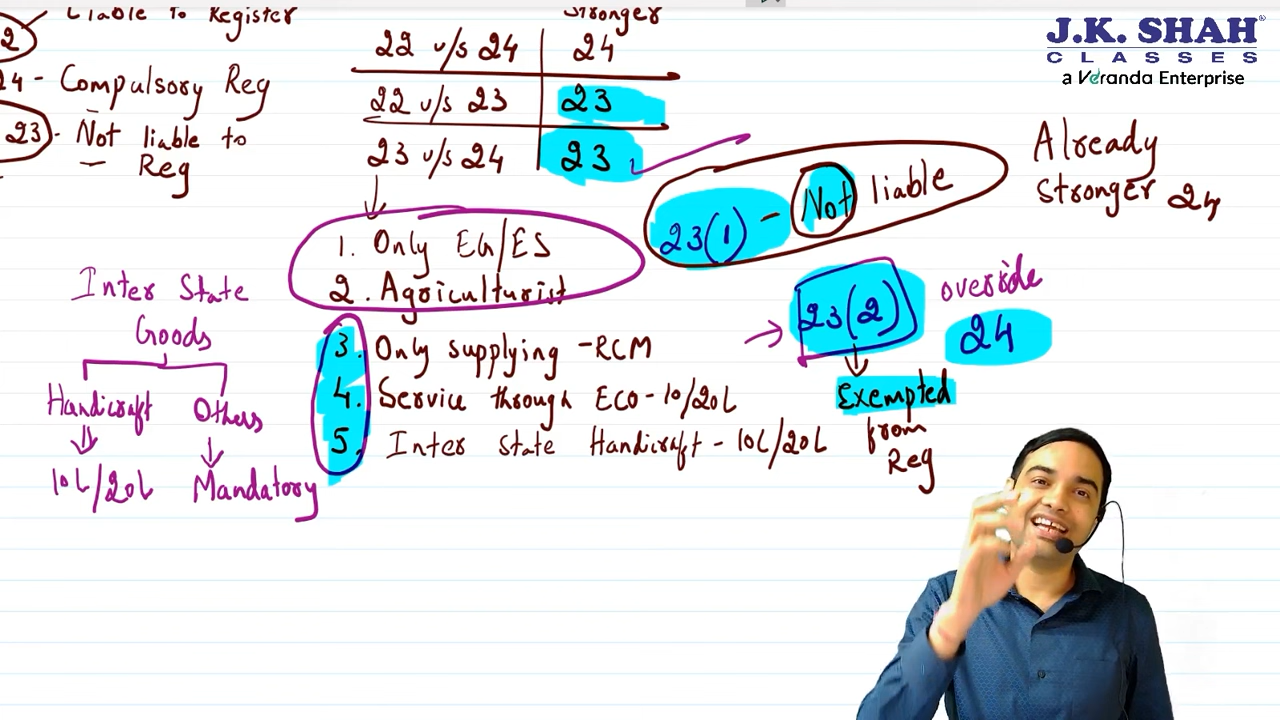 J.K. SHAH®
CLASSES
a Veranda Enterprise
2 Liable to Register
24 - Compulsory Reg
23 - Not liable to
Reg
Stronger
22 v/s 24 24
22 v/s 23 23
23 v/s 24 23
23(1) - Not liable
Already
Stronger 24
1. Only EG/ES
2. Agriculturist
3. Only supplying - RCM
4. Service through ECO - 10/20L
5. Inter state Handicraft - 10L/20L
23(2) override
24
Exempted
from
Reg
Inter State
Goods
Handicraft Others
10L/20L Mandatory